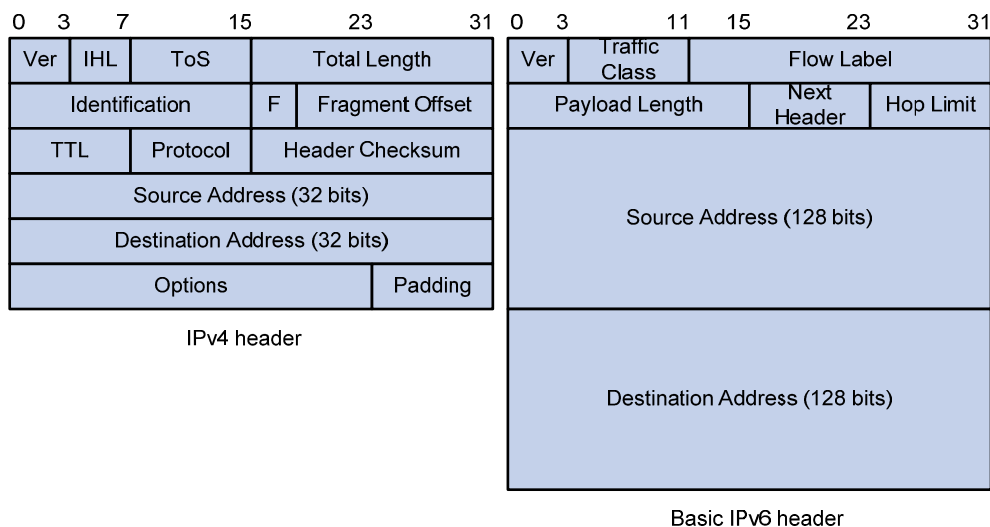 0 3 7 15 31
Ver IHL ToS Total Length
Identification F Fragment Offset
TTL Protocol Header Checksum
Source Address (32 bits)
Destination Address (32 bits)
Options Padding
IPv4 header
0 3 11 15 23 31
Ver Traffic Class Flow Label
Payload Length Next Header Hop Limit
Source Address (128 bits)
Destination Address (128 bits)
Basic IPv6 header